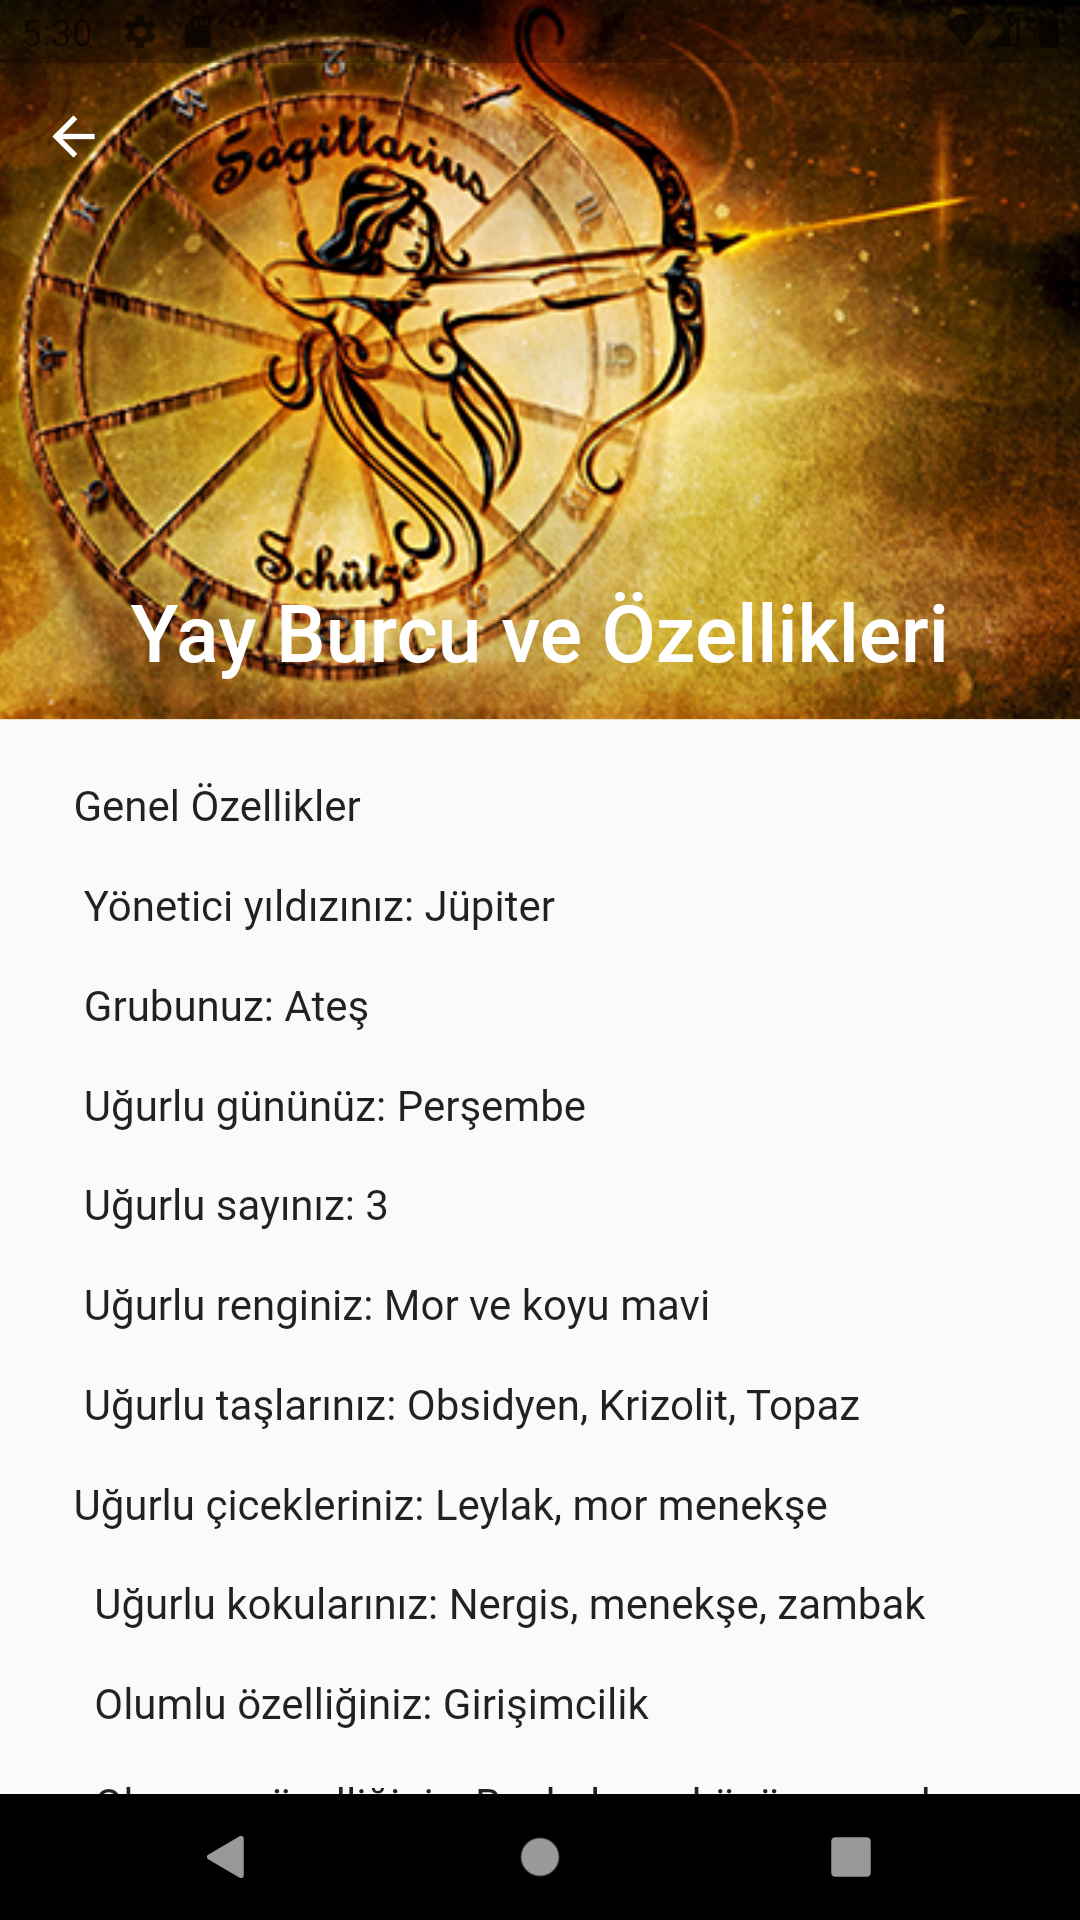 5:30
Sagittarius
Schütze
Yay Burcu ve Özellikleri
Genel Özellikler
Yönetici yıldızınız: Jüpiter
Grubunuz: Ateş
Uğurlu gününüz: Perşembe
Uğurlu sayınız: 3
Uğurlu renginiz: Mor ve koyu mavi
Uğurlu taşlarınız: Obsidyen, Krizolit, Topaz
Uğurlu çicekleriniz: Leylak, mor menekşe
Uğurlu kokularınız: Nergis, menekşe, zambak
Olumlu özelliğiniz: Girişimcilik